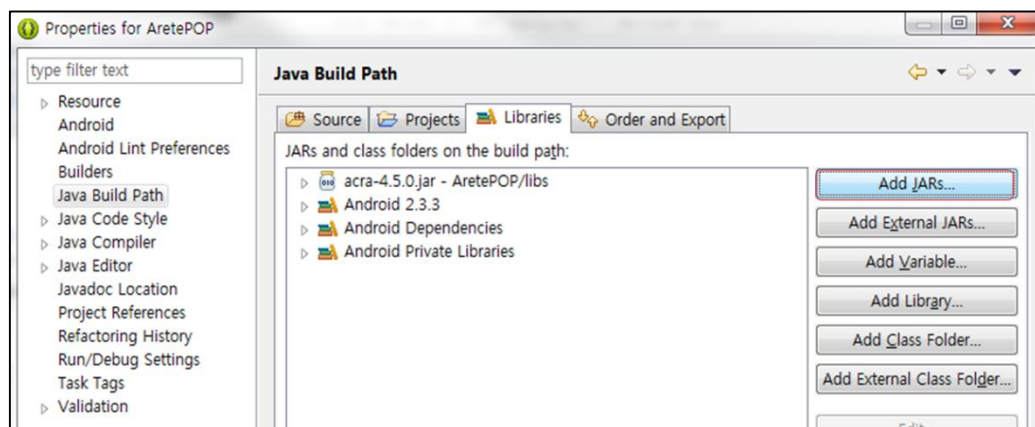 Properties for AretePOP
type filter text
Resource
Android
Android Lint Preferences
Builders
Java Build Path
Java Code Style
Java Compiler
Java Editor
Javadoc Location
Project References
Refactoring History
Run/Debug Settings
Task Tags
Validation
Java Build Path
Source
Projects
Libraries
Order and Export
JARs and class folders on the build path:
acra-4.5.0.jar - AretePOP/libs
Android 2.3.3
Android Dependencies
Android Private Libraries
Add JARs...
Add External JARs...
Add Variable...
Add Library...
Add Class Folder...
Add External Class Folder...